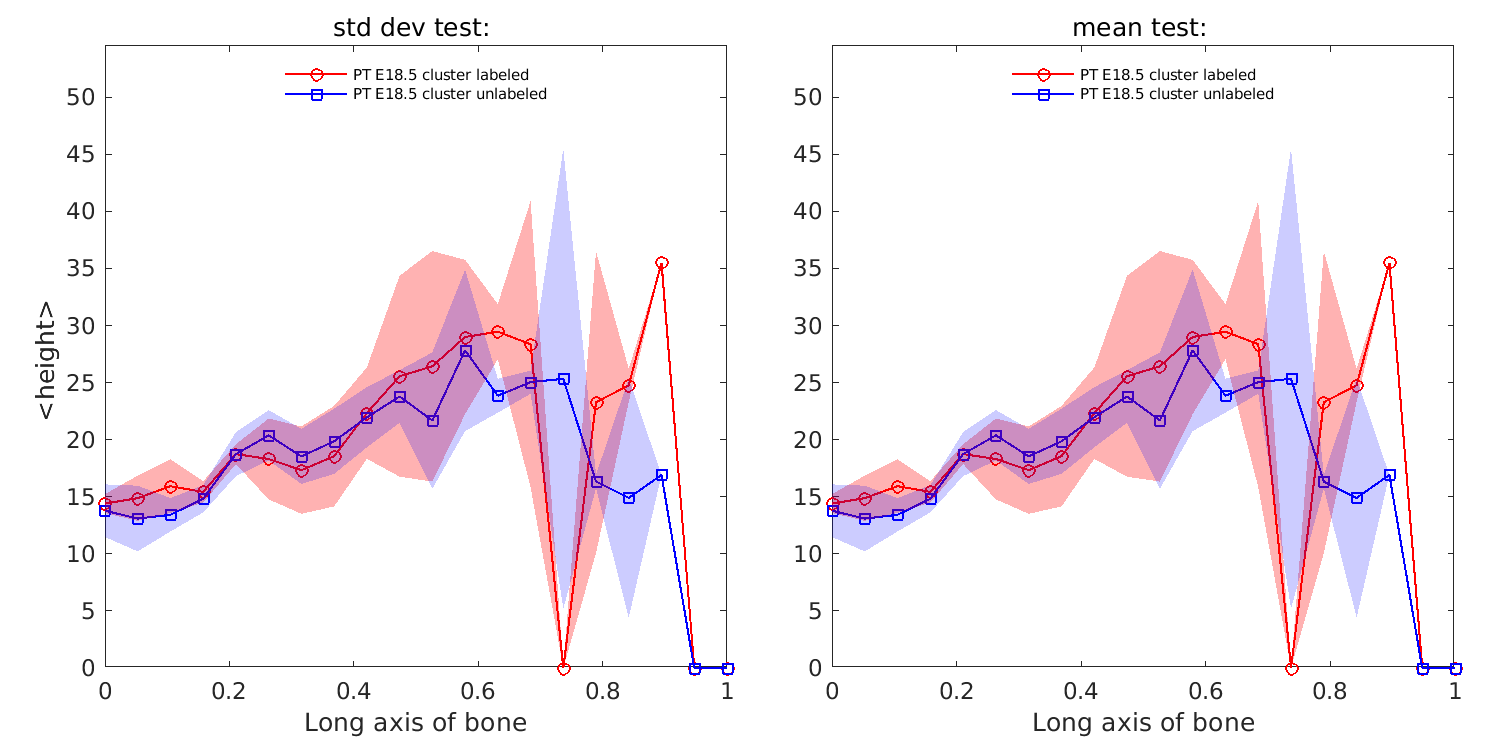 std dev test:
PT E18.5 cluster labeled
PT E18.5 cluster unlabeled
<height>
50
45
40
35
30
25
20
15
10
5
0
0 0.2 0.4 0.6 0.8 1
Long axis of bone
mean test:
PT E18.5 cluster labeled
PT E18.5 cluster unlabeled
50
45
40
35
30
25
20
15
10
5
0
0 0.2 0.4 0.6 0.8 1
Long axis of bone